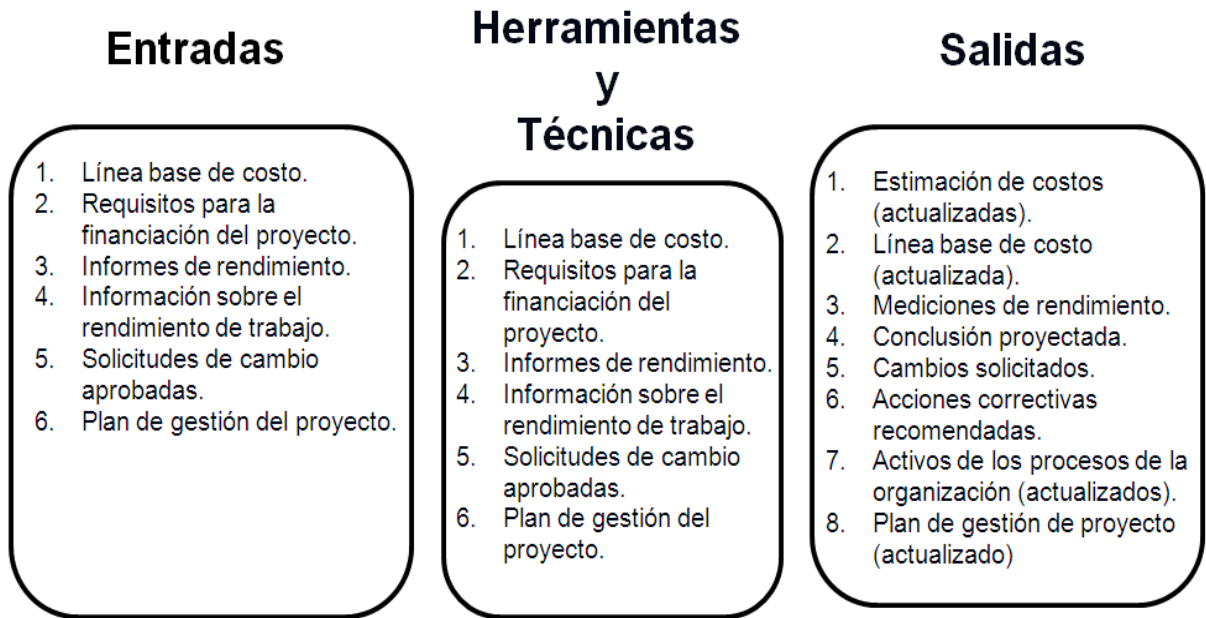 Entradas
1. Línea base de costo.
2. Requisitos para la
financiación del proyecto.
3. Informes de rendimiento.
4. Información sobre el
rendimiento de trabajo.
5. Solicitudes de cambio
aprobadas.
6. Plan de gestión del proyecto.
Herramientas
y
Técnicas
1. Línea base de costo.
2. Requisitos para la
financiación del
proyecto.
3. Informes de rendimiento.
4. Información sobre el
rendimiento de trabajo.
5. Solicitudes de cambio
aprobadas.
6. Plan de gestión del
proyecto.
Salidas
1. Estimación de costos
(actualizadas).
2. Línea base de costo
(actualizada).
3. Mediciones de rendimiento.
4. Conclusión proyectada.
5. Cambios solicitados.
6. Acciones correctivas
recomendadas.
7. Activos de los procesos de la
organización (actualizados).
8. Plan de gestión de proyecto
(actualizado)